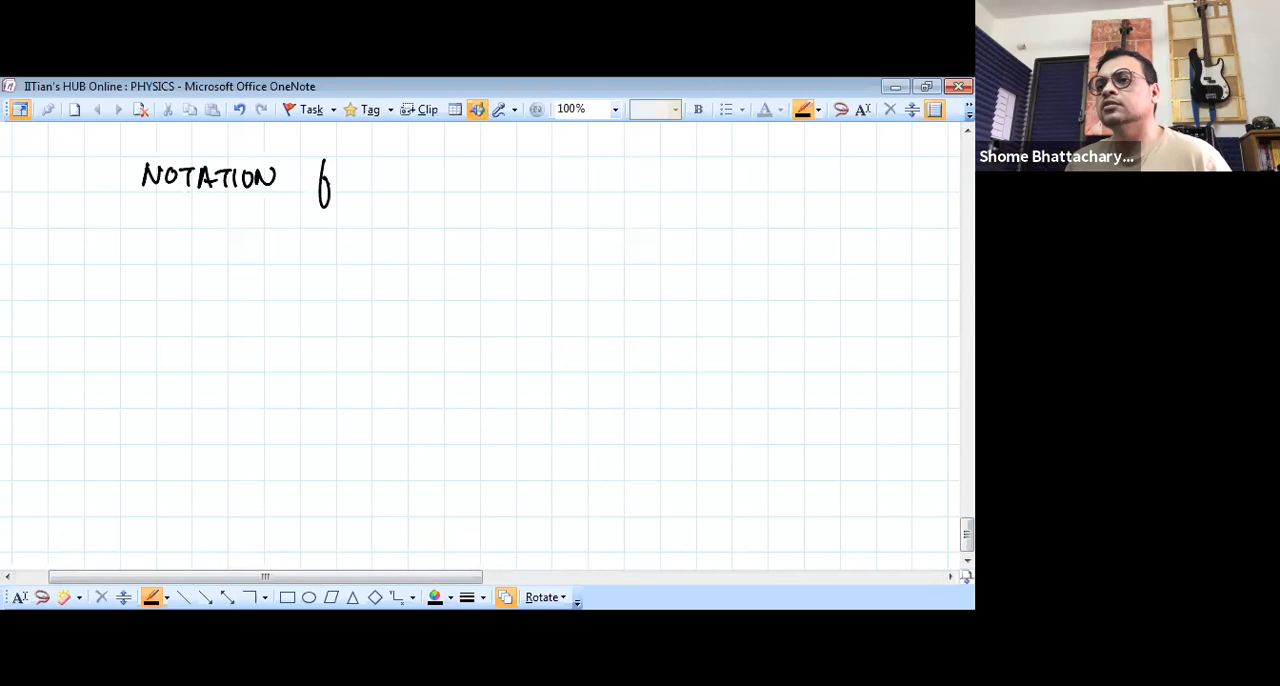 IITian's HUB Online : PHYSICS - Microsoft Office OneNote
Task Tag Clip 100% B A
NOTATION f
Shome Bhattachary...
A Rotate